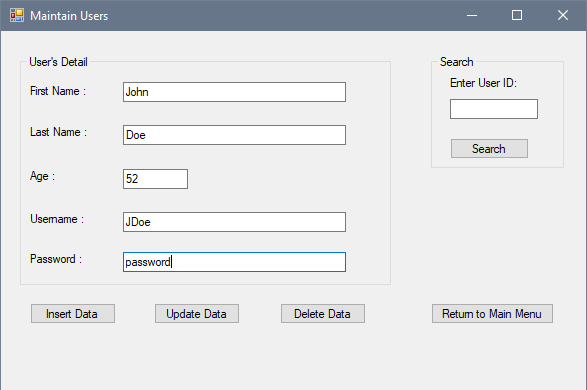 Maintain Users
User's Detail
First Name :
John
Last Name :
Doe
Age :
52
Username :
JDoe
Password :
password
Search
Enter User ID:
Search
Insert Data
Update Data
Delete Data
Return to Main Menu